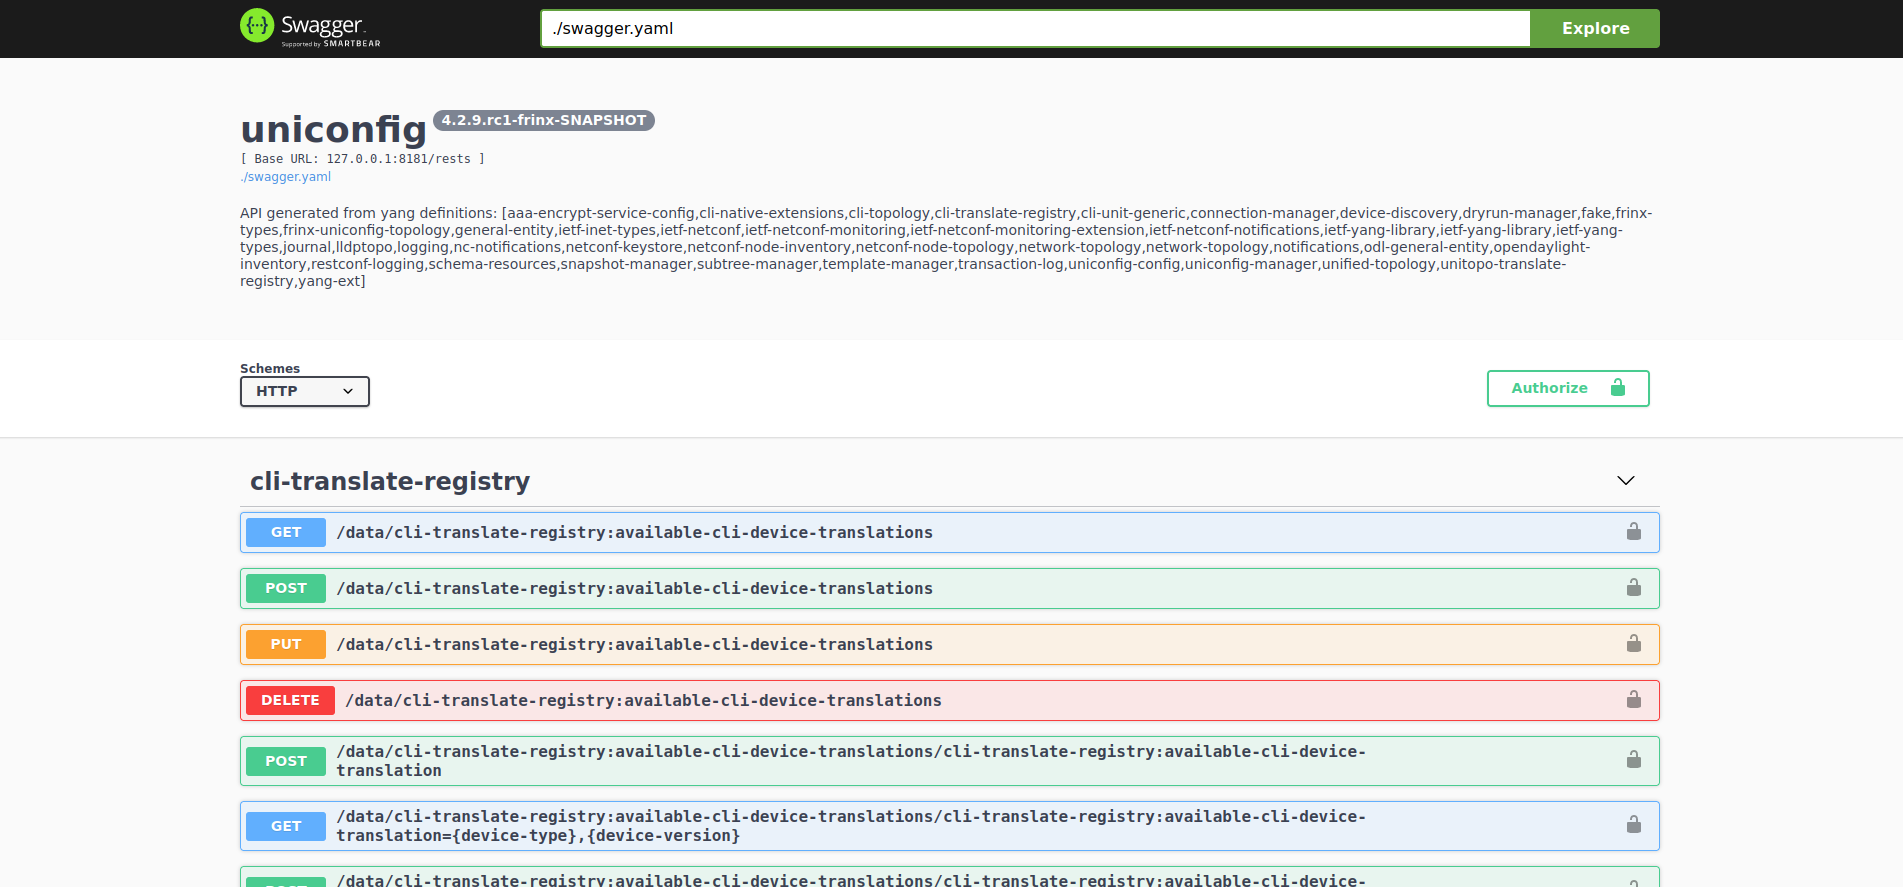 Swagger
Supported by SMARTBEAR
./swagger.yaml
Explore
uniconfig 4.2.9.rc1-frinx-SNAPSHOT
[ Base URL: 127.0.0.1:8181/rests ]
./swagger.yaml
API generated from yang definitions: [aaa-encrypt-service-config,cli-native-extensions,cli-topology,cli-translate-registry,cli-unit-generic,connection-manager,device-discovery,dryrun-manager,fake,frinx-
types,frinx-uniconfig-topology,general-entity,ietf-inet-types,ietf-netconf,ietf-netconf-monitoring,ietf-netconf-monitoring-extension,ietf-netconf-notifications,ietf-yang-library,ietf-yang-library,ietf-yang-
types,journal,lldptopo,logging,nc-notifications,netconf-keystore,netconf-node-inventory,netconf-node-topology,network-topology,network-topology,notifications,odl-general-entity,opendaylight-
inventory,restconf-logging,schema-resources,snapshot-manager,subtree-manager,template-manager,transaction-log,uniconfig-config,uniconfig-manager,unified-topology,unitopo-translate-
registry,yang-ext]
Schemes
HTTP
Authorize
cli-translate-registry
GET /data/cli-translate-registry:available-cli-device-translations
POST /data/cli-translate-registry:available-cli-device-translations
PUT /data/cli-translate-registry:available-cli-device-translations
DELETE /data/cli-translate-registry:available-cli-device-translations
POST /data/cli-translate-registry:available-cli-device-translations/cli-translate-registry:available-cli-device-
translation
GET /data/cli-translate-registry:available-cli-device-translations/cli-translate-registry:available-cli-device-
translation={device-type},{device-version}
POST /data/cli-translate-registry:available-cli-device-translations/cli-translate-registry:available-cli-device-